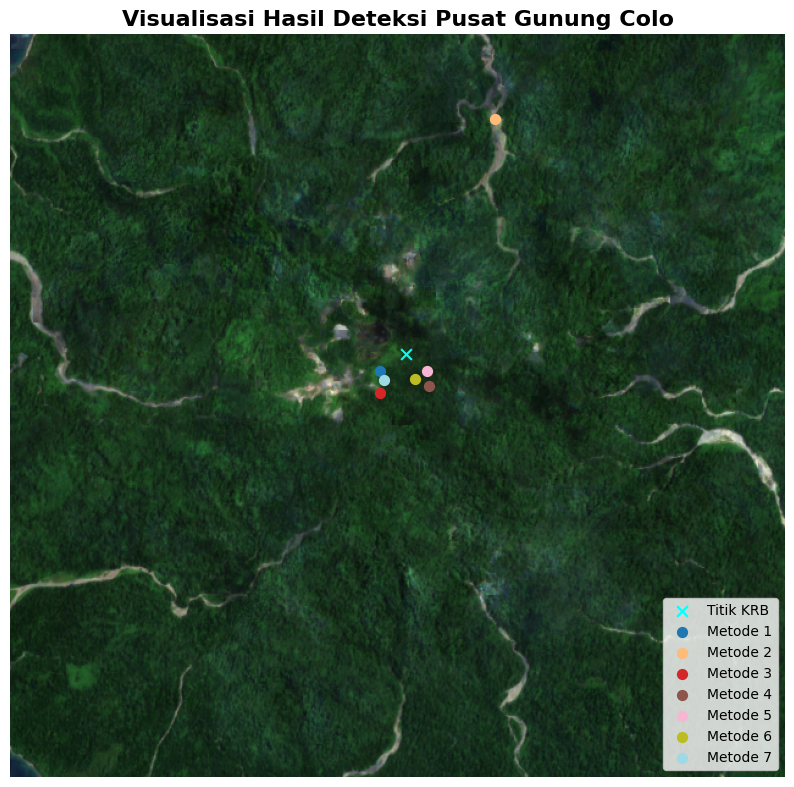 Visualisasi Hasil Deteksi Pusat Gunung Colo
Titik KRB
Metode 1
Metode 2
Metode 3
Metode 4
Metode 5
Metode 6
Metode 7